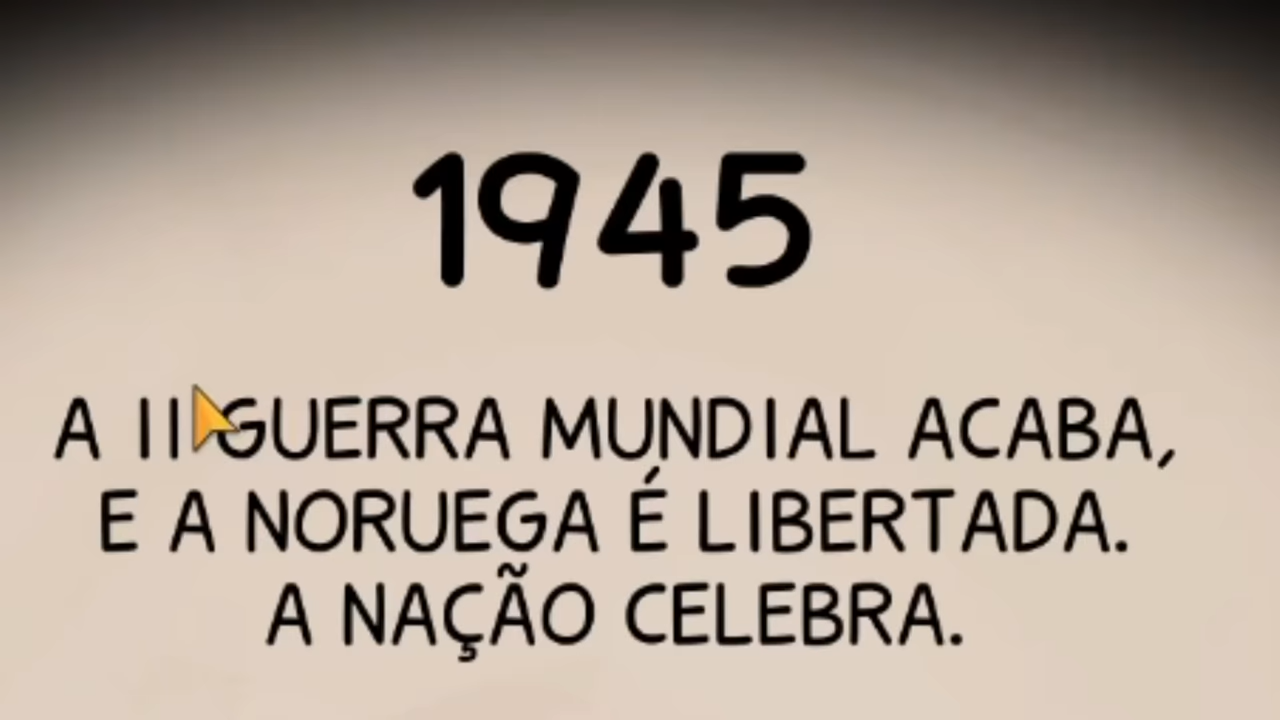 1945
A II GUERRA MUNDIAL ACABA,
E A NORUEGA É LIBERTADA.
A NAÇÃO CELEBRA.